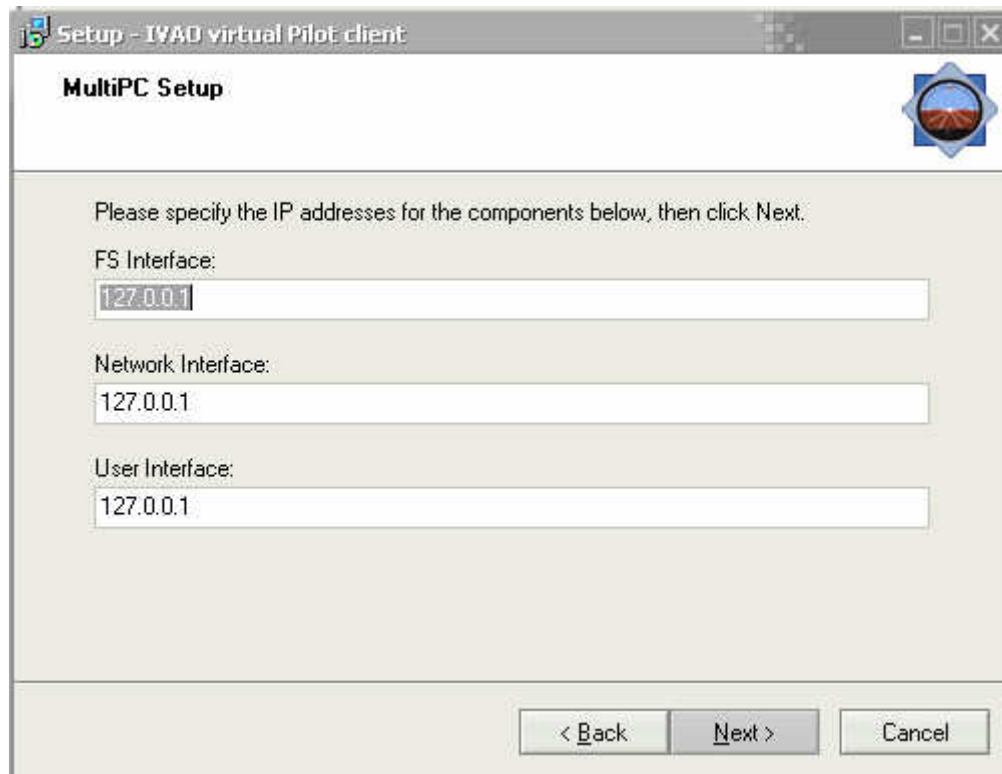 Setup - IVAO virtual Pilot client
MultiPC Setup
Please specify the IP addresses for the components below, then click Next.
FS Interface:
127.0.0.1
Network Interface:
127.0.0.1
User Interface:
127.0.0.1
< Back Next > Cancel